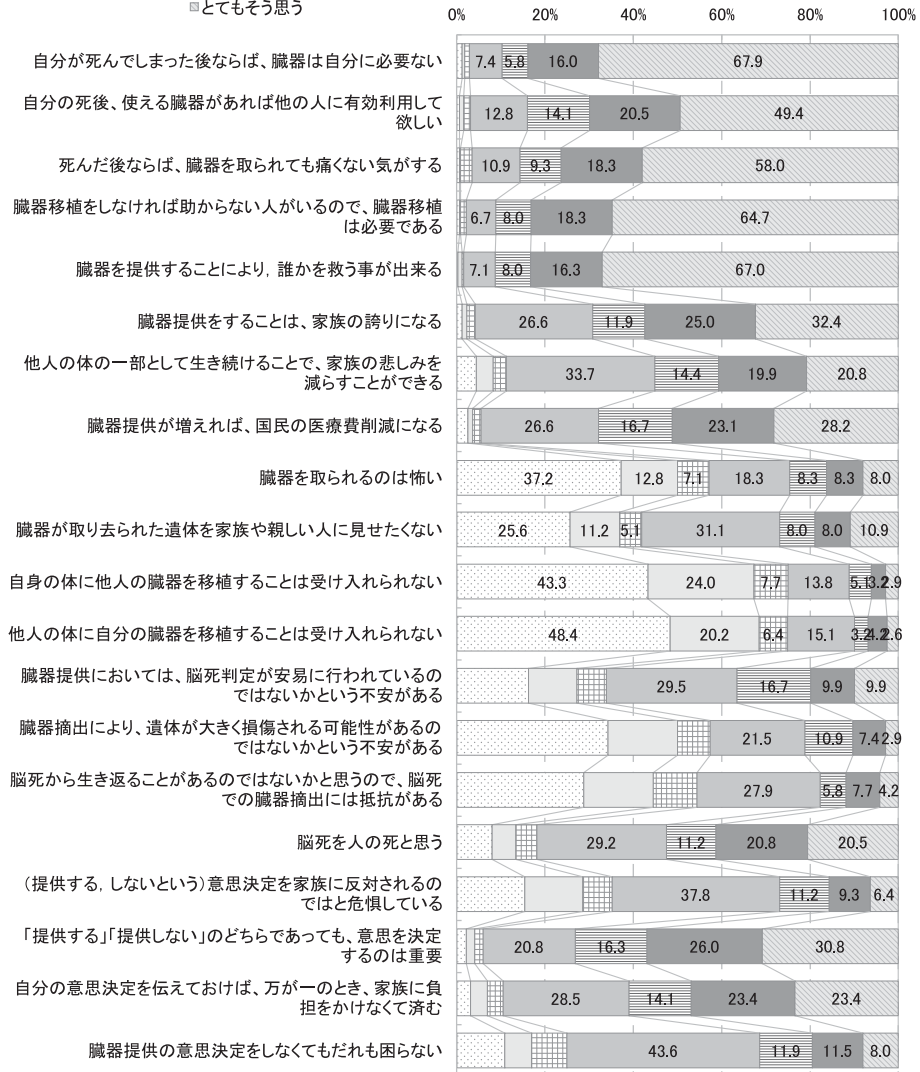 とてもそう思う
0% 20% 40% 60% 80% 100%
自分が死んでしまった後ならば、臓器は自分に必要ない
7.4 5.8 16.0 67.9
自分の死後、使える臓器があれば他の人に有効利用して
欲しい
12.8 14.1 20.5 49.4
死んだ後ならば、臓器を取られても痛くない気がする
10.9 9.3 18.3 58.0
臓器移植をしなければ助からない人がいるので、臓器移植
は必要である
6.7 8.0 18.3 64.7
臓器を提供することにより，誰かを救う事が出来る
7.1 8.0 16.3 67.0
臓器提供をすることは、家族の誇りになる
26.6 11.9 25.0 32.4
他人の体の一部として生き続けることで、家族の悲しみを
減らすことができる
33.7 14.4 19.9 20.8
臓器提供が増えれば、国民の医療費削減になる
26.6 16.7 23.1 28.2
臓器を取られるのは怖い
37.2 12.8 7.1 18.3 8.3 8.3 8.0
臓器が取り去られた遺体を家族や親しい人に見せたくない
25.6 11.2 5.1 31.1 8.0 8.0 10.9
自身の体に他人の臓器を移植することは受け入れられない
43.3 24.0 7.7 13.8 5.1 3.2 2.9
他人の体に自分の臓器を移植することは受け入れられない
48.4 20.2 6.4 15.1 3.2 4.2 2.6
臓器提供においては、脳死判定が安易に行われているの
ではないかという不安がある
29.5 16.7 9.9 9.9
臓器摘出により、遺体が大きく損傷される可能性があるの
ではないかという不安がある
21.5 10.9 7.4 2.9
脳死から生き返ることがあるのではないかと思うので、脳死
での臓器摘出には抵抗がある
27.9 5.8 7.7 4.2
脳死を人の死と思う
29.2 11.2 20.8 20.5
（提供する，しないという）意思決定を家族に反対されるの
ではと危惧している
37.8 11.2 9.3 6.4
「提供する」「提供しない」のどちらであっても、意思を決定
するのは重要
20.8 16.3 26.0 30.8
自分の意思決定を伝えておけば、万が一のとき、家族に負
担をかけなくて済む
28.5 14.1 23.4 23.4
臓器提供の意思決定をしなくてもだれも困らない
43.6 11.9 11.5 8.0